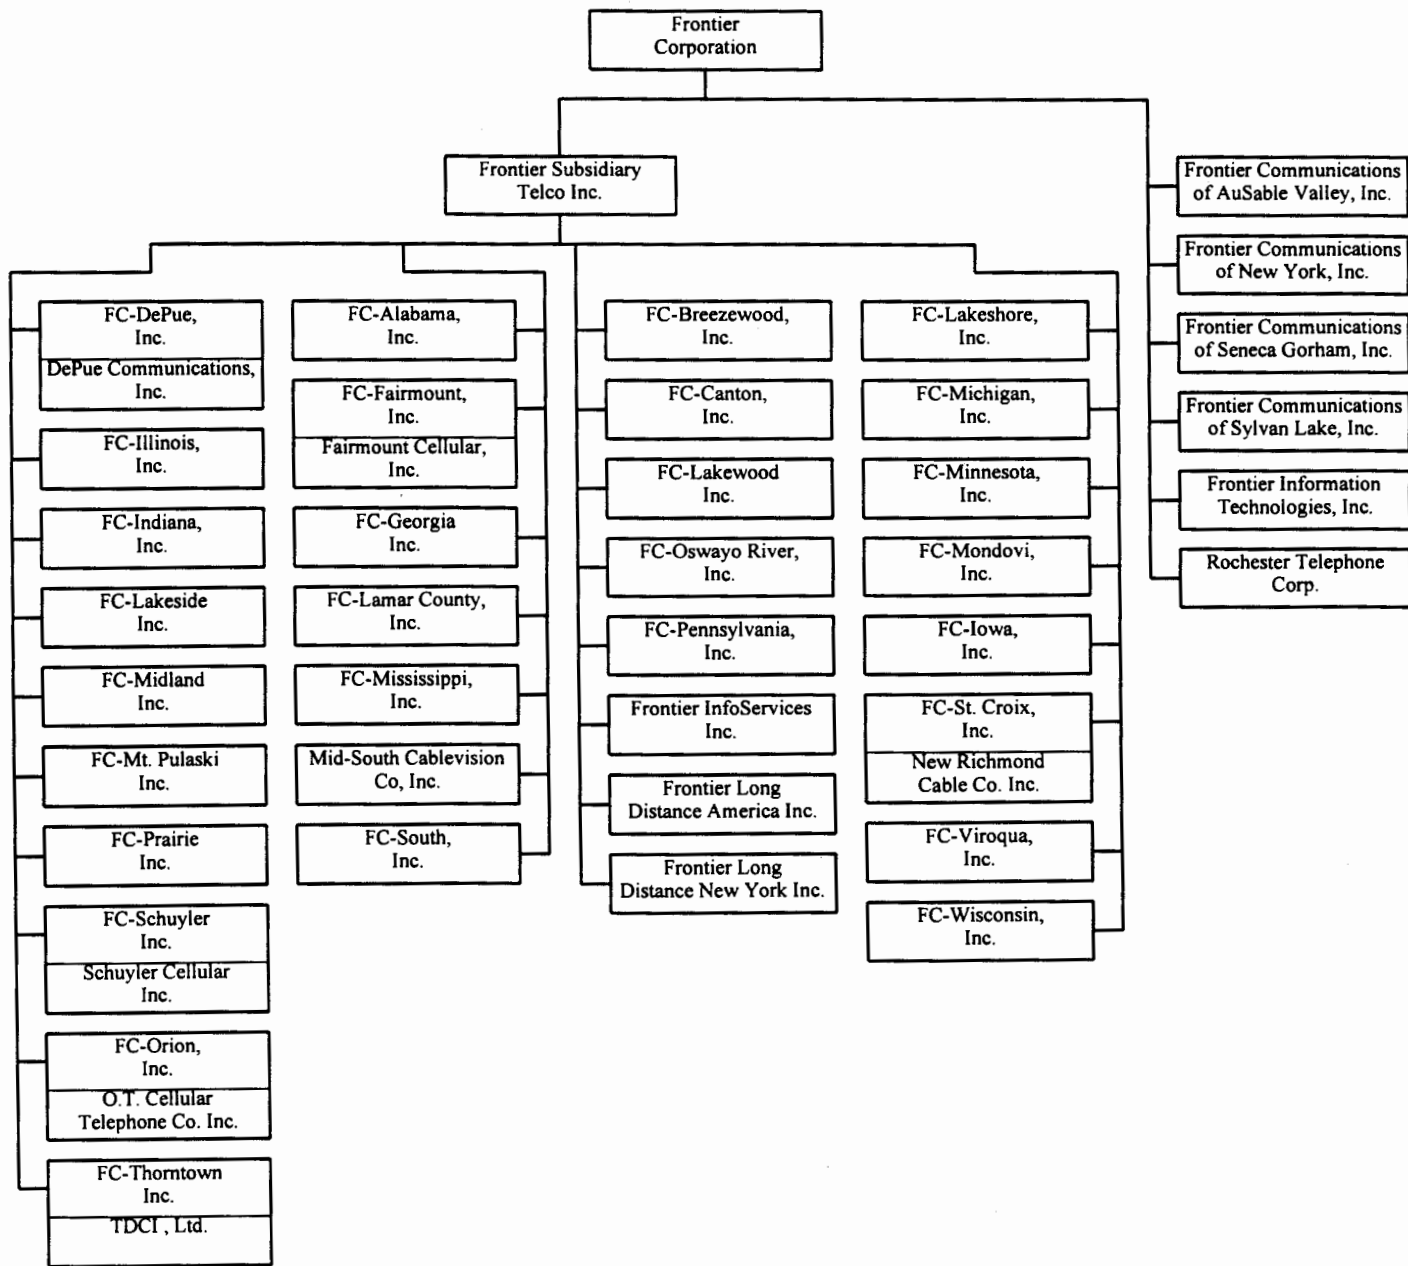 Frontier
Corporation
Frontier Subsidiary
Telco Inc.
FC-DePue,
Inc.
DePue Communications,
Inc.
FC-Illinois,
Inc.
FC-Indiana,
Inc.
FC-Lakeside
Inc.
FC-Midland
Inc.
FC-Mt. Pulaski
Inc.
FC-Prairie
Inc.
FC-Schuyler
Inc.
Schuyler Cellular
Inc.
FC-Orion,
Inc.
O.T. Cellular
Telephone Co. Inc.
FC-Thorntown
Inc.
TDCI , Ltd.
FC-Alabama,
Inc.
FC-Fairmount,
Inc.
Fairmount Cellular,
Inc.
FC-Georgia
Inc.
FC-Lamar County,
Inc.
FC-Mississippi,
Inc.
Mid-South Cablevision
Co, Inc.
FC-South,
Inc.
FC-Breezewood,
Inc.
FC-Canton,
Inc.
FC-Lakewood
Inc.
FC-Oswayo River,
Inc.
FC-Pennsylvania,
Inc.
Frontier InfoServices
Inc.
Frontier Long
Distance America Inc.
Frontier Long
Distance New York Inc.
FC-Lakeshore,
Inc.
FC-Michigan,
Inc.
FC-Minnesota,
Inc.
FC-Mondovi,
Inc.
FC-Iowa,
Inc.
FC-St. Croix,
Inc.
New Richmond
Cable Co. Inc.
FC-Viroqua,
Inc.
FC-Wisconsin,
Inc.
Frontier Communications
of AuSable Valley, Inc.
Frontier Communications
of New York, Inc.
Frontier Communications
of Seneca Gorham, Inc.
Frontier Communications
of Sylvan Lake, Inc.
Frontier Information
Technologies, Inc.
Rochester Telephone
Corp.